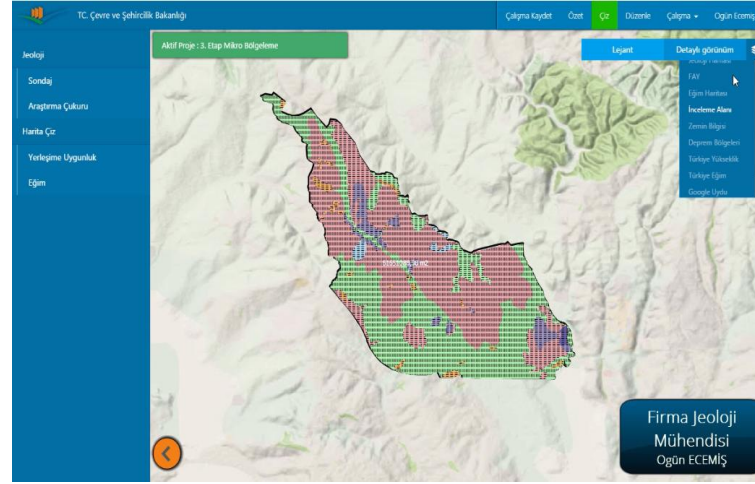 TC. Çevre ve Şehircilik Bakanlığı
Çalışma Kaydet
Özet
Çiz
Düzenle
Çalışma
Ogün Ecemiş
Jeoloji
Sondaj
Araştırma Çukuru
Harita Çiz
Yerleşime Uygunluk
Eğim
Aktif Proje : 3. Etap Mikro Bölgeleme
Lejant
Detaylı görünüm
Jeoloji Haritası
FAY
Eğim Haritası
İnceleme Alanı
Zemin Bilgisi
Deprem Bölgeleri
Türkiye Yükseklik
Türkiye Eğim
Google Uydu
Firma Jeoloji
Mühendisi
Ogün ECEMİŞ